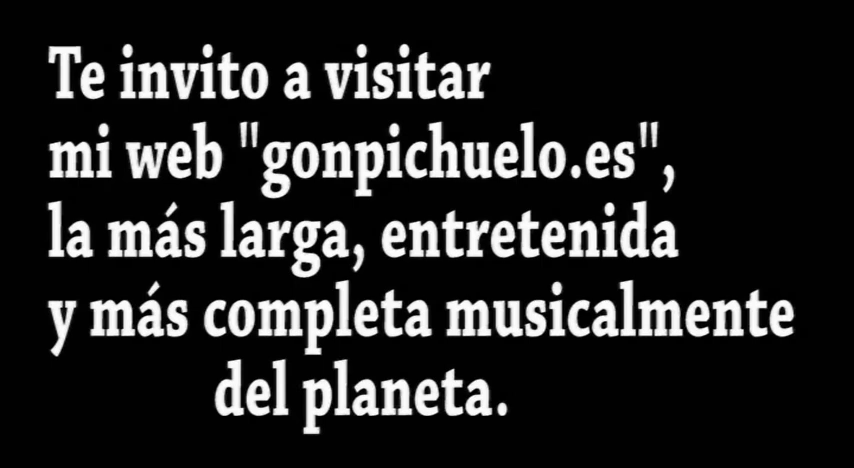 Te invito a visitar
mi web "gonpichuelo.es",
la más larga, entretenida
y más completa musicalmente
del planeta.